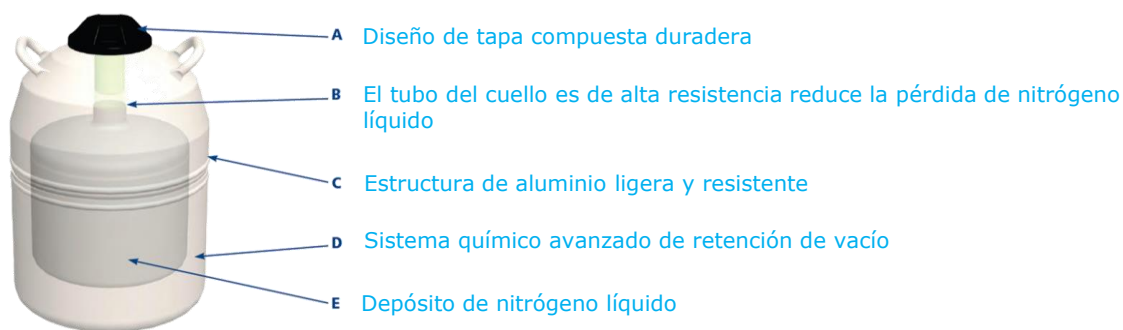 A Diseño de tapa compuesta duradera
B El tubo del cuello es de alta resistencia reduce la pérdida de nitrógeno
líquido
C Estructura de aluminio ligera y resistente
D Sistema químico avanzado de retención de vacío
E Depósito de nitrógeno líquido